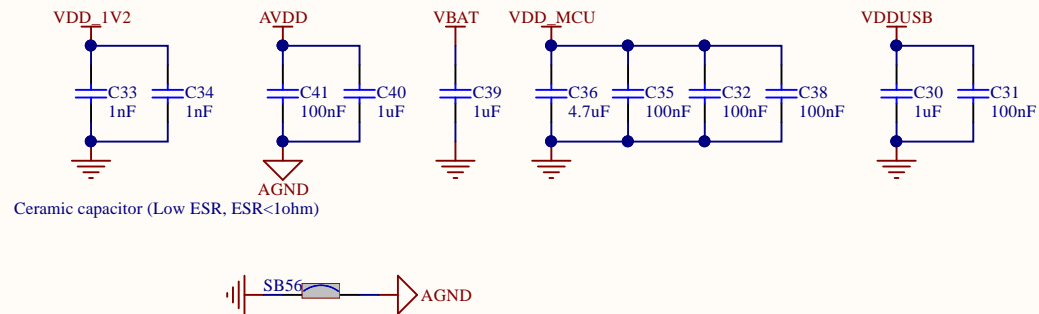 VDD_1V2
AVDD
VBAT
VDD_MCU
VDDUSB
C33
1nF
C34
1nF
C41
100nF
C40
1uF
C39
1uF
C36
4.7uF
C35
100nF
C32
100nF
C38
100nF
C30
1uF
C31
100nF
AGND
Ceramic capacitor (Low ESR, ESR<1ohm)
SB56
AGND